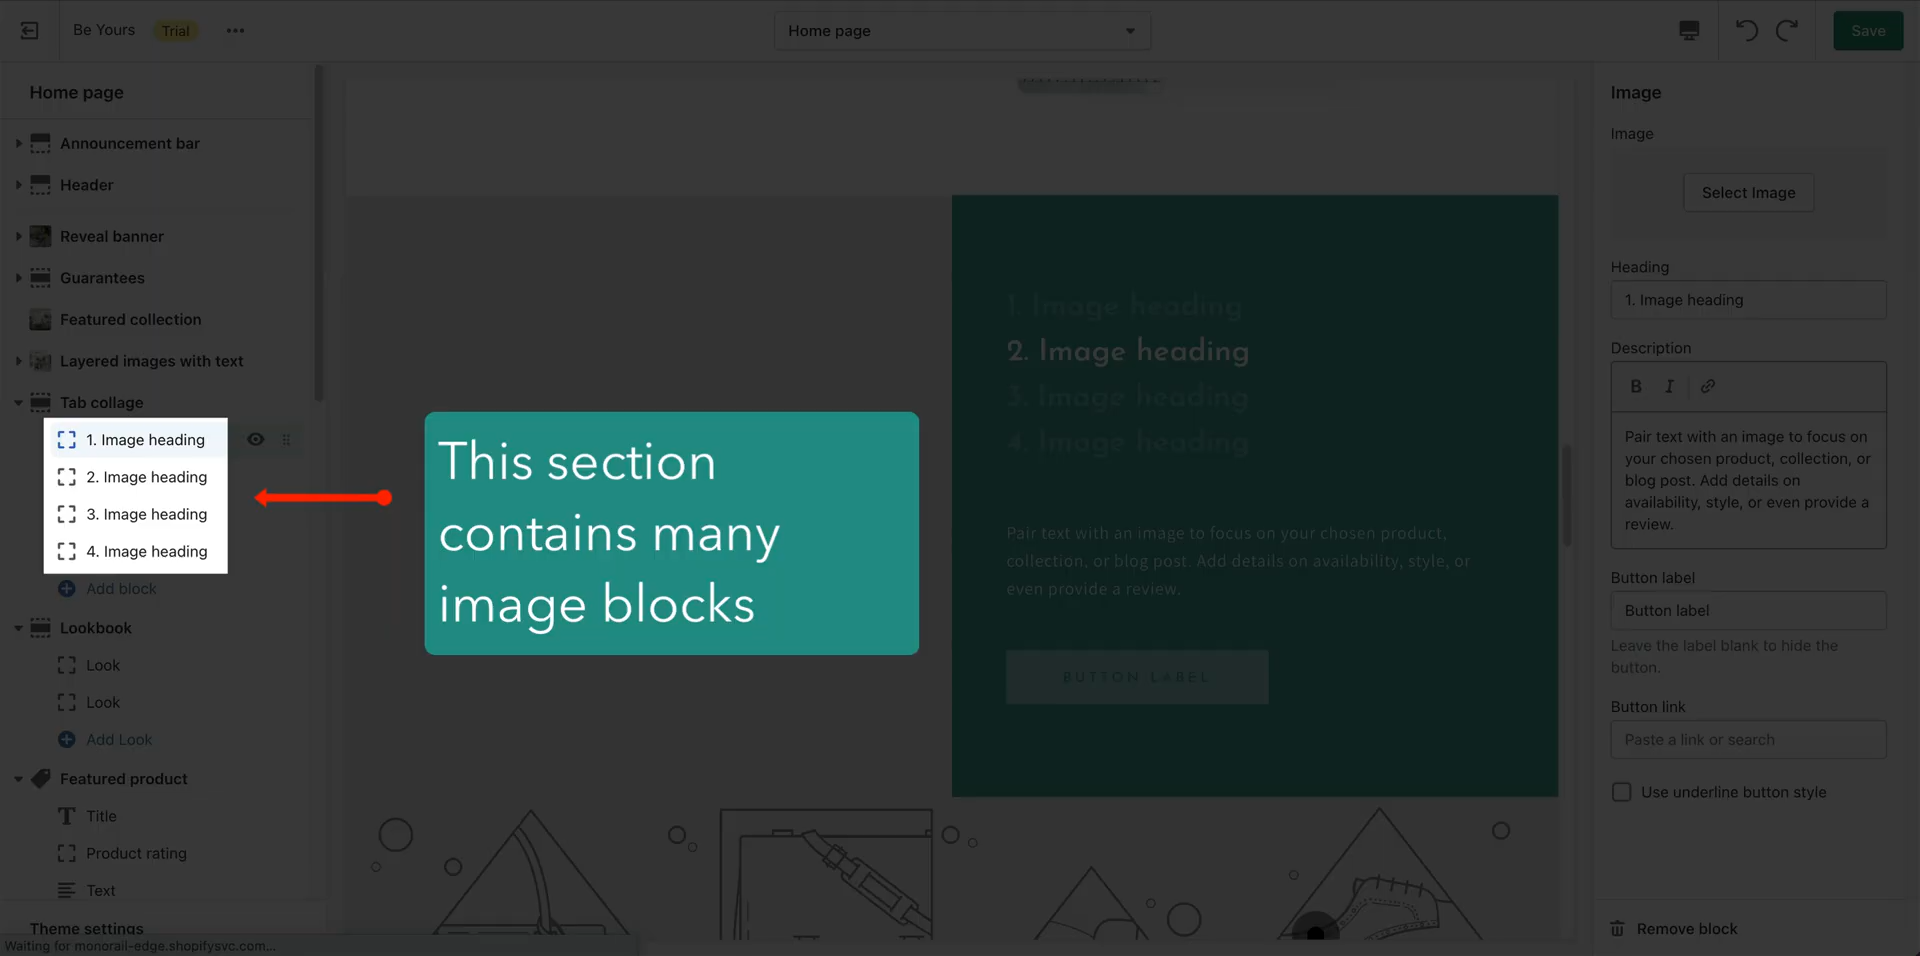 Be Yours
Trial
Home page
Save
Home page
Announcement bar
Header
Reveal banner
Guarantees
Featured collection
Layered images with text
Tab collage
1. Image heading
2. Image heading
3. Image heading
4. Image heading
Add block
Lookbook
Look
Look
Add Look
Featured product
Title
Product rating
Text
Theme settings
Waiting for monorail-edge.shopifysvc.com...
This section
contains many
image blocks
1. Image heading
2. Image heading
3. Image heading
4. Image heading
Pair text with an image to focus on your chosen product,
collection, or blog post. Add details on availability, style, or
even provide a review.
BUTTON LABEL
Image
Image
Select Image
Heading
1. Image heading
Description
B I
Pair text with an image to focus on
your chosen product, collection, or
blog post. Add details on
availability, style, or even provide a
review.
Button label
Button label
Leave the label blank to hide the
button.
Button link
Paste a link or search
Use underline button style
Remove block